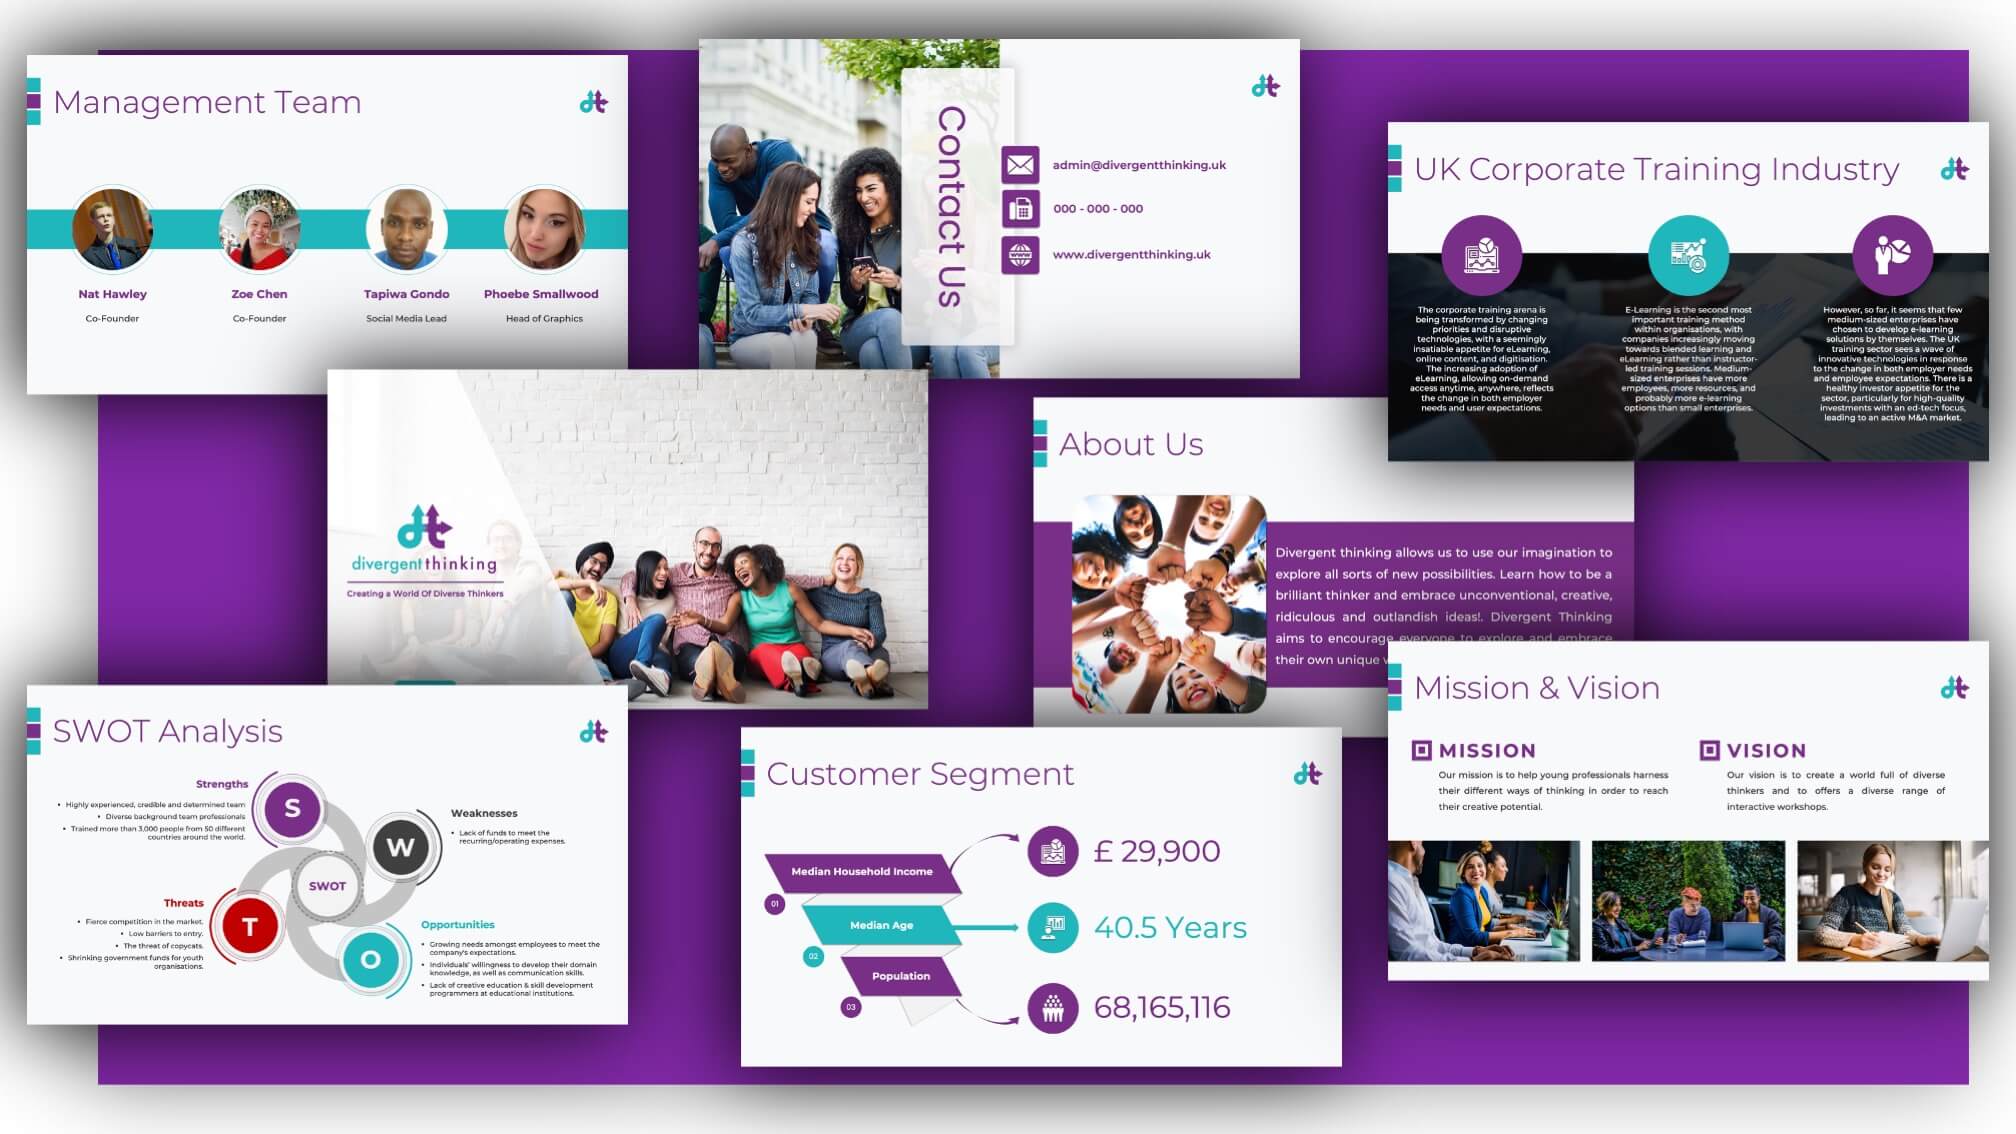 Management Team
Nat Hawley
Co-Founder
Zoe Chen
Co-Founder
Tapiwa Gondo
Social Media Lead
Phoebe Smallwood
Head of Graphics
Contact Us
admin@divergentthinking.uk
000 - 000 - 000
www.divergentthinking.uk
UK Corporate Training Industry
The corporate training arena is
being transformed by changing
priorities and disruptive
technologies, with a seemingly
insatiable appetite for eLearning,
online content, and digitisation.
The increasing adoption of
eLearning, allowing on-demand
access anytime, anywhere, reflects
the change in both employer
needs and user expectations.
E-Learning is the second most
important training method
within organisations, with
companies increasingly moving
towards blended learning and
eLearning rather than instructor-
led training sessions. Medium-
sized enterprises have more
employees, more resources, and
probably more e-learning
options than small enterprises.
However, so far, it seems that few
medium-sized enterprises have
chosen to develop e-learning
solutions by themselves. The UK
training sector sees a wave of
innovative technologies in response
to the change in both employer needs
and employee expectations. There is a
healthy investor appetite for the
sector, particularly for high-quality
investments with an ed-tech focus,
leading to an active M&A market.
dt
divergent thinking
Creating a World Of Diverse Thinkers
About Us
Divergent thinking allows us to use our imagination to
explore all sorts of new possibilities. Learn how to be a
brilliant thinker and embrace unconventional, creative,
ridiculous and outlandish ideas!. Divergent Thinking
aims to encourage everyone to explore and embrace
their own unique
SWOT Analysis
Strengths
• Highly experienced, credible and determined team
• Diverse background team professionals
• Trained more than 3,000 people from 50 different
countries around the world.
S
W
Weaknesses
• Lack of funds to meet the
recurring/operating expenses.
SWOT
Threats
• Fierce competition in the market.
• Low barriers to entry.
• The threat of copycats.
• Shrinking government funds for youth
organisations.
T
O
Opportunities
• Growing needs amongst employees to meet the
company's expectations.
• Individuals' willingness to develop their domain
knowledge, as well as communication skills.
• Lack of creative education & skill development
programmers at educational institutions.
Customer Segment
Median Household Income
01
£ 29,900
Median Age
02
40.5 Years
Population
03
68,165,116
Mission & Vision
MISSION
Our mission is to help young professionals harness
their different ways of thinking in order to reach
their creative potential.
VISION
Our vision is to create a world full of diverse
thinkers and to offers a diverse range of
interactive workshops.